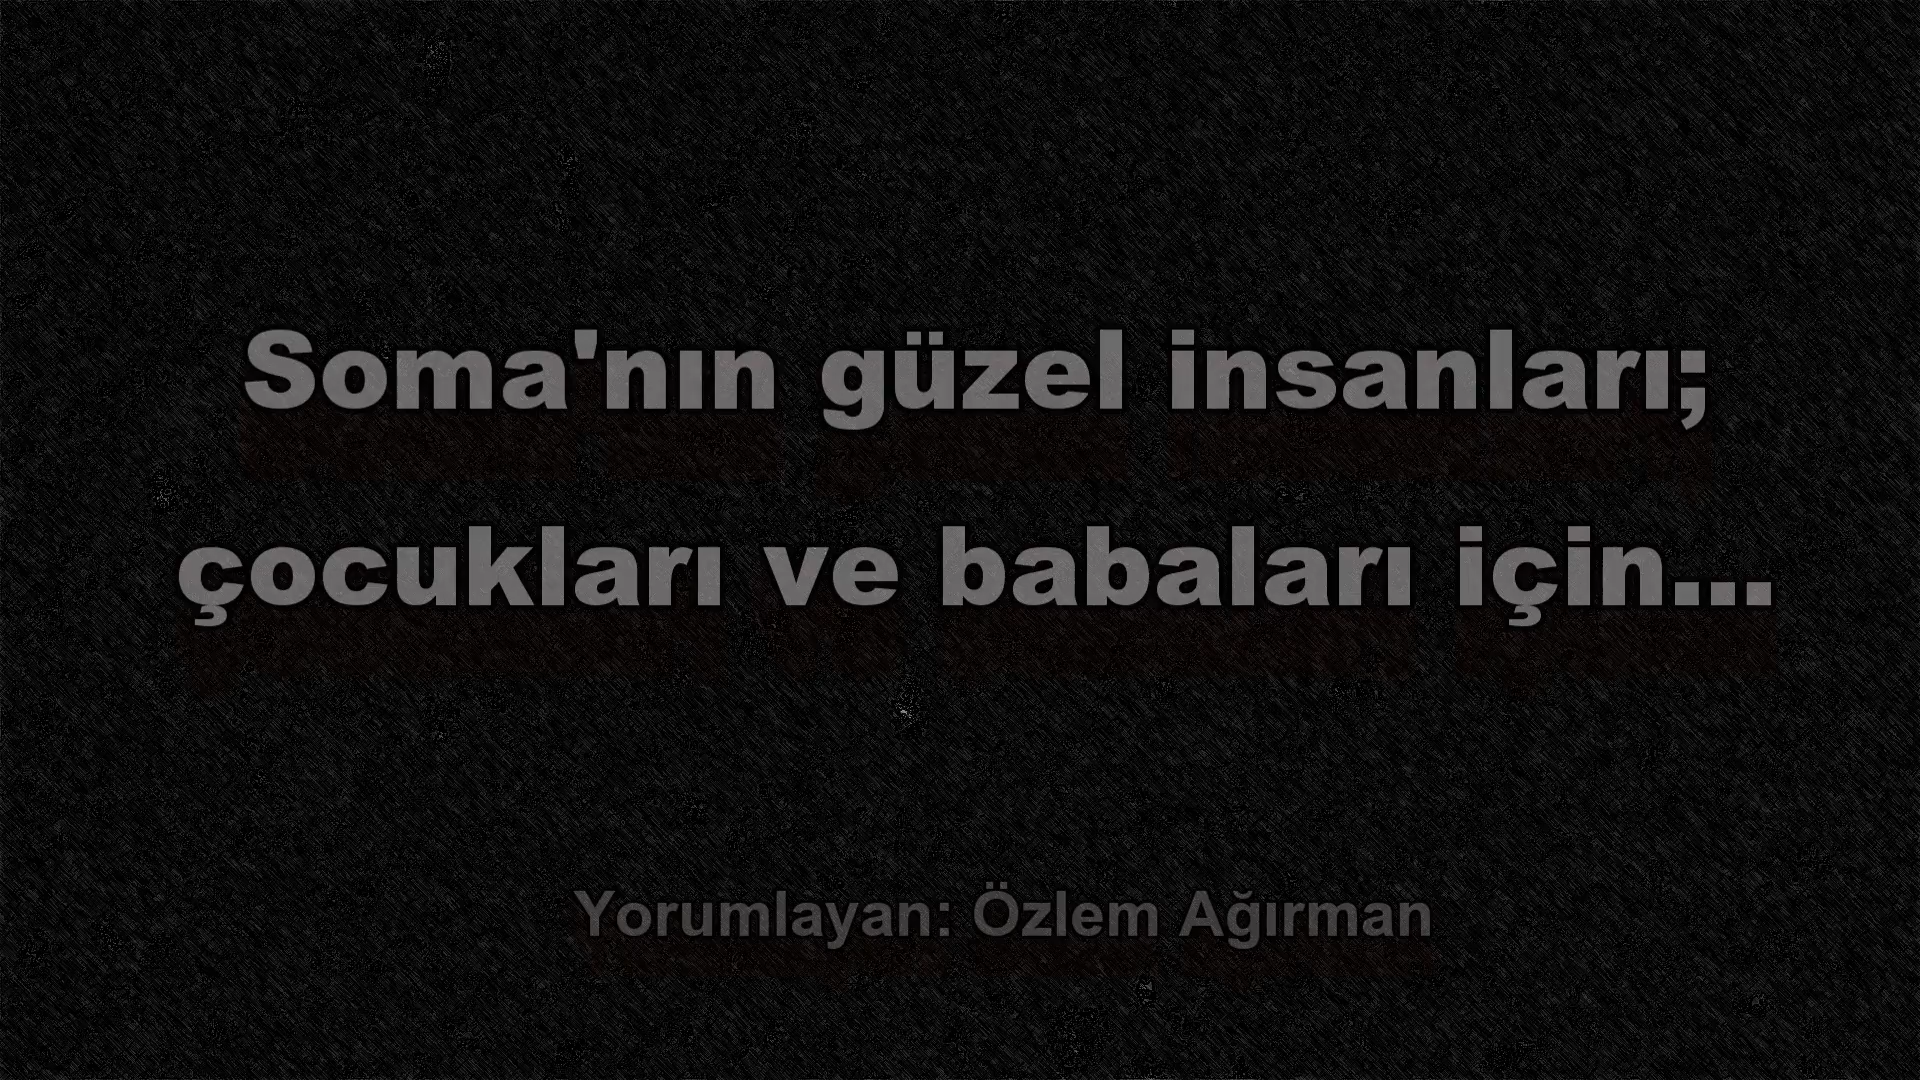 Soma'nın güzel insanları;
çocukları ve babaları için...
Yorumlayan: Özlem Ağırman